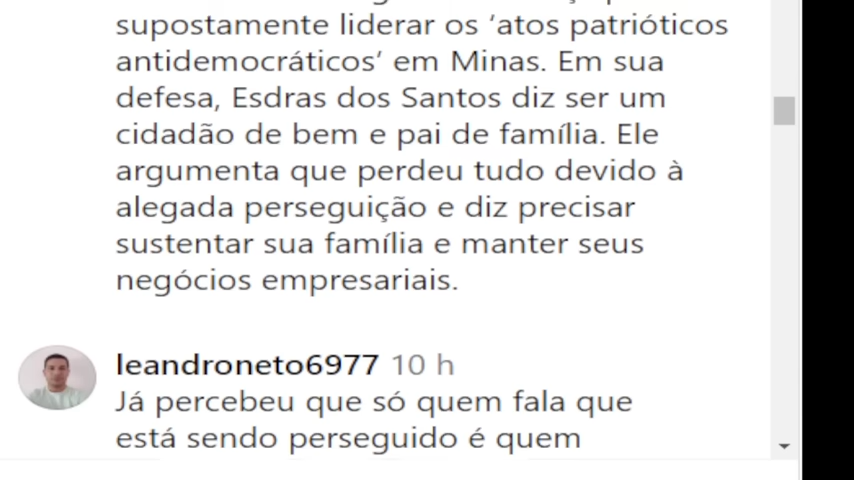 supostamente liderar os ‘atos patrióticos
antidemocráticos’ em Minas. Em sua
defesa, Esdras dos Santos diz ser um
cidadão de bem e pai de família. Ele
argumenta que perdeu tudo devido à
alegada perseguição e diz precisar
sustentar sua família e manter seus
negócios empresariais.
leandroneto6977 10 h
Já percebeu que só quem fala que
está sendo perseguido é quem